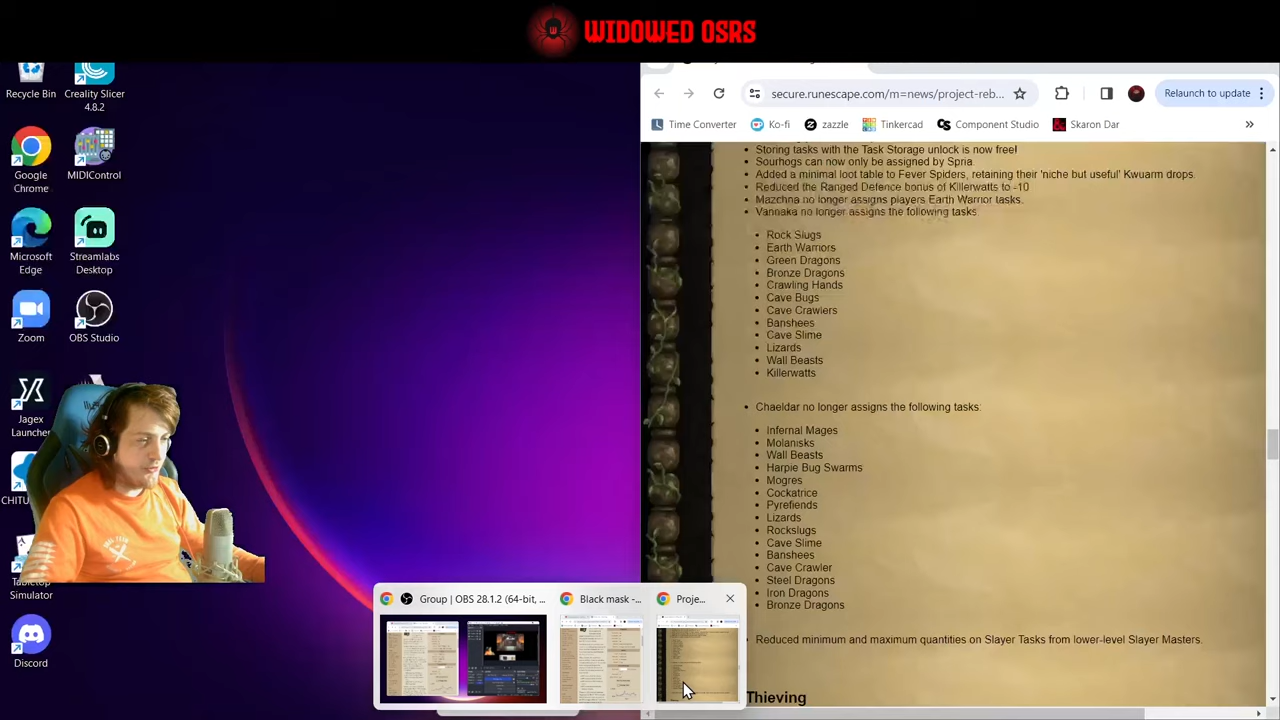 WIDOWED OSRS
Recycle Bin
Creality Slicer
4.8.2
Google
Chrome
MIDIControl
Microsoft
Edge
Streamlabs
Desktop
Zoom
OBS Studio
Jagex
Launcher
CHITU
Tabletop
Simulator
Discord
secure.runescape.com/m=news/project-reb...
Relaunch to update
Time Converter
Ko-fi
zazzle
Tinkercad
Component Studio
Skaron Dar
»
Storing tasks with the Task Storage unlock is now free!
• Sourhogs can now only be assigned by Spria
• Added a minimal loot table to Fever Spiders, retaining their 'niche but useful' Kwuarm drops.
• Reduced the Ranged Defence bonus of Killerwatts to -10
• Mazchna no longer assigns players Earth Warrior tasks.
• Vannaka no longer assigns the following tasks
• Rock Slugs
• Earth Warriors
• Green Dragons
• Bronze Dragons
• Crawling Hands
• Cave Bugs
• Cave Crawlers
• Banshees
• Cave Slime
• Lizards
• Wall Beasts
• Killerwatts
• Chaeldar no longer assigns the following tasks:
• Infernal Mages
• Molanisks
• Wall Beasts
• Harpie Bug Swarms
• Mogres
• Cockatrice
• Pyrefiends
• Lizards
• Rockslugs
• Cave Slime
• Banshees
• Cave Crawler
• Steel Dragons
• Iron Dragons
• Bronze Dragons
Reduced minimum and maximum quantities on Slayer tasks from lower-level Slayer Masters.
Thieving
Group | OBS 28.1.2 (64-bit, ...
Black mask -...
Proje...